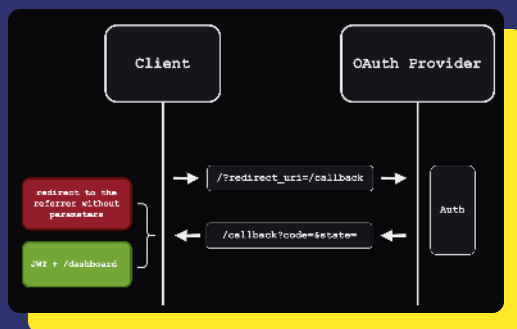 Client
OAuth Provider
/?redirect_uri=/callback
redirect to the
referrer without
parameters
Auth
/callback?code=&state=
JWT + /dashboard